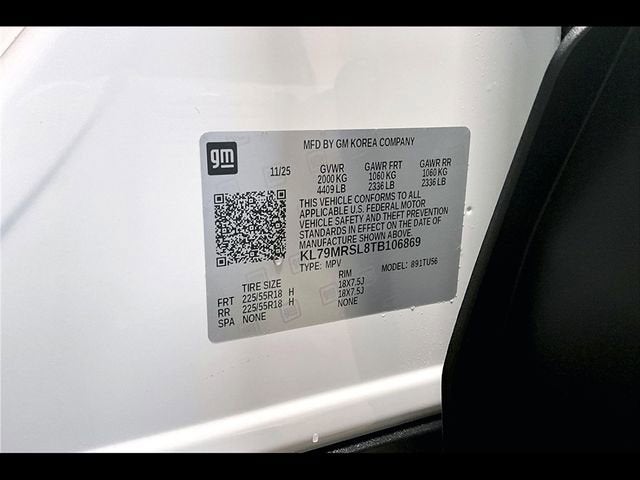 MFD BY GM KOREA COMPANY
gm
11/25 GVWR GAWR FRT GAWR RR
2000 KG 1060 KG 1060 KG
4409 LB 2336 LB 2336 LB
THIS VEHICLE CONFORMS TO ALL
APPLICABLE U.S. FEDERAL MOTOR
VEHICLE SAFETY AND THEFT PREVENTION
STANDARDS IN EFFECT ON THE DATE
OF MANUFACTURE SHOWN ABOVE.
KL79MRSL8TB106869
TYPE: MPV MODEL: 891TU56
TIRE SIZE RIM
FRT 225/55R18 H 18X7.5J
RR 225/55R18 H 18X7.5J
SPA NONE NONE